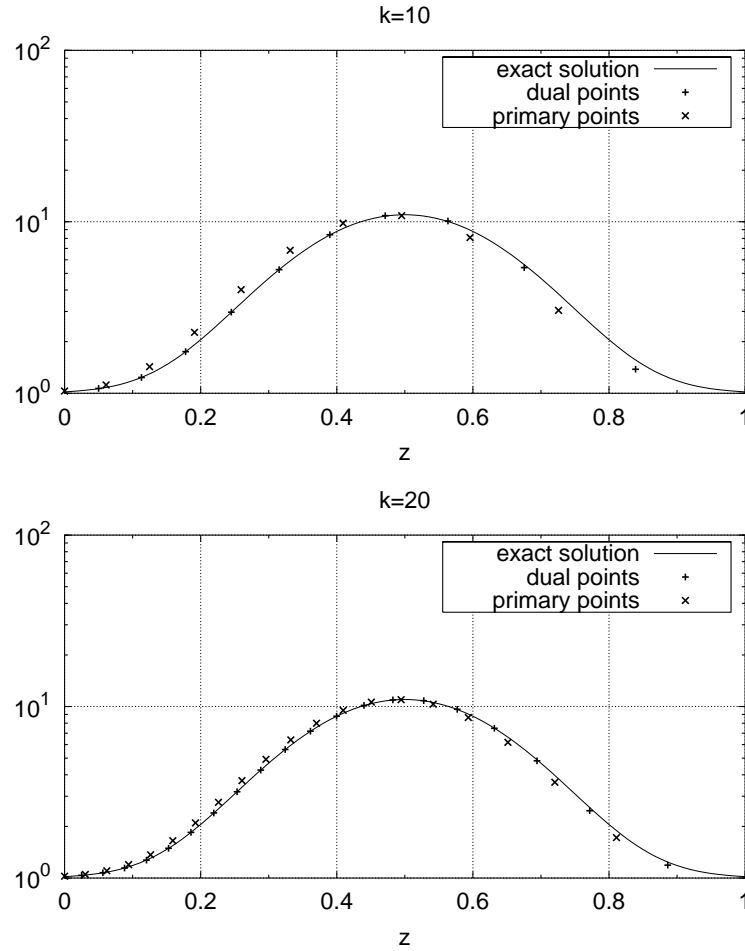 k=10
10^2
exact solution
dual points
primary points
10^1
10^0
0 0.2 0.4 0.6 0.8 1
z
k=20
10^2
exact solution
dual points
primary points
10^1
10^0
0 0.2 0.4 0.6 0.8 1
z